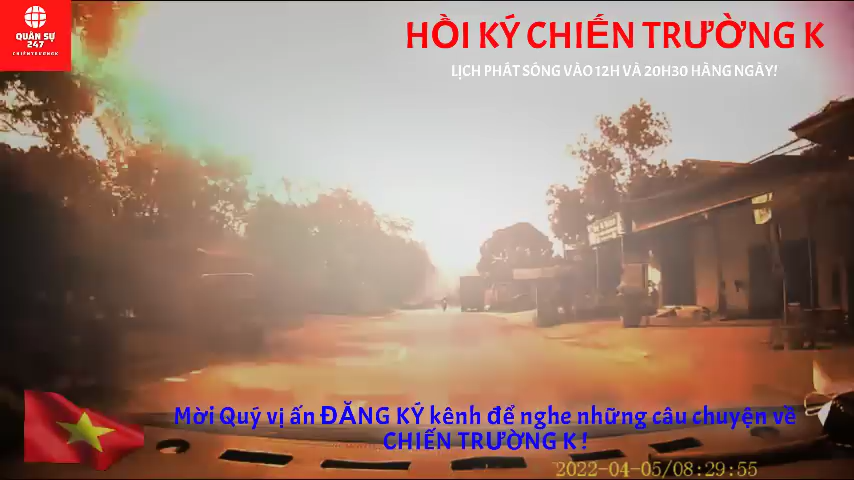 QUÂN SỰ
247
CHIENTRUONGK
HỒI KÝ CHIẾN TRƯỜNG K
LỊCH PHÁT SÓNG VÀO 12H VÀ 20H30 HÀNG NGÀY!
Mời Quý vị ấn ĐĂNG KÝ kênh để nghe những câu chuyện về
CHIẾN TRƯỜNG K !
2022-04-05/08:29:55